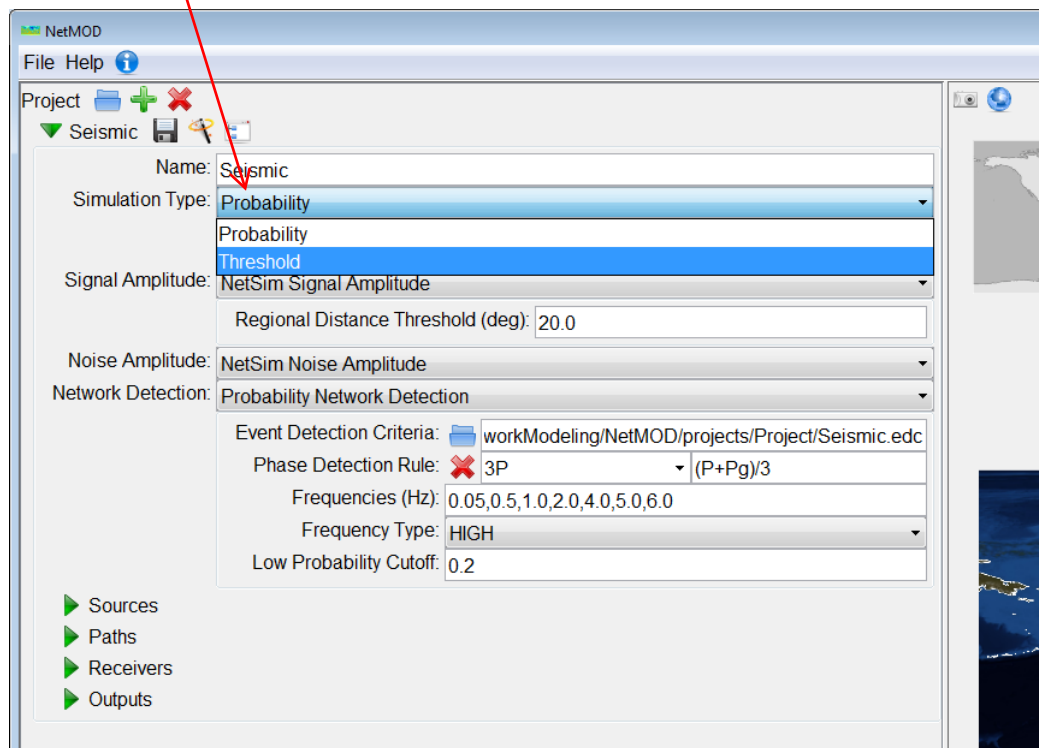 NetMOD
File Help
Project
Seismic
Name: Seismic
Simulation Type: Probability
Probability
Threshold
Signal Amplitude: NetSim Signal Amplitude
Regional Distance Threshold (deg): 20.0
Noise Amplitude: NetSim Noise Amplitude
Network Detection: Probability Network Detection
Event Detection Criteria: workModeling/NetMOD/projects/Project/Seismic.edc
Phase Detection Rule: 3P (P+Pg)/3
Frequencies (Hz): 0.05,0.5,1.0,2.0,4.0,5.0,6.0
Frequency Type: HIGH
Low Probability Cutoff: 0.2
Sources
Paths
Receivers
Outputs